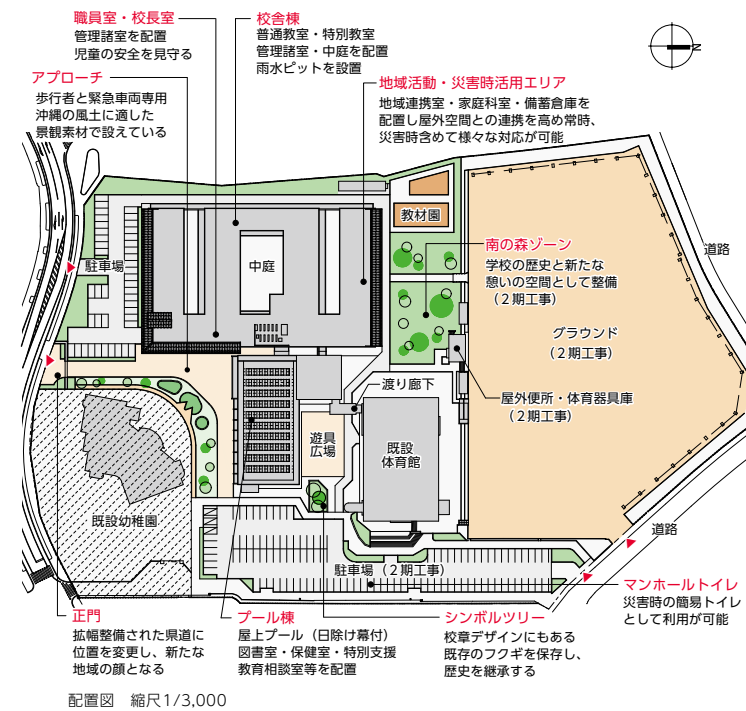 職員室・校長室
管理諸室を配置
児童の安全を見守る
校舎棟
普通教室・特別教室
管理諸室・中庭を配置
雨水ピットを設置
N
アプローチ
歩行者と緊急車両専用
沖縄の風土に適した
景観素材で設えている
地域活動・災害時活用エリア
地域連携室・家庭科室・備蓄倉庫を
配置し屋外空間との連携を高め常時、
災害時含めて様々な対応が可能
教材園
南の森ゾーン
学校の歴史と新たな
憩いの空間として整備
（２期工事）
道路
駐車場
中庭
グラウンド
（２期工事）
渡り廊下
屋外便所・体育器具庫
（２期工事）
遊具
広場
既設
体育館
既設幼稚園
道路
駐車場（２期工事）
マンホールトイレ
災害時の簡易トイレ
として利用が可能
正門
拡幅整備された県道に
位置を変更し、新たな
地域の顔となる
プール棟
屋上プール（日除け幕付）
図書室・保健室・特別支援
教育相談室等を配置
シンボルツリー
校章デザインにもある
既存のフクギを保存し、
歴史を継承する
配置図　縮尺1/3,000